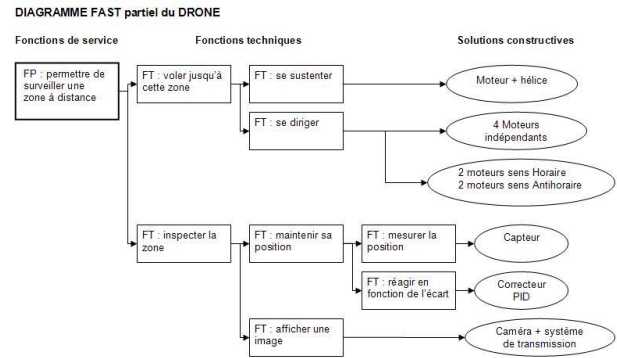 DIAGRAMME FAST partiel du DRONE
Fonctions de service
Fonctions techniques
Solutions constructives
FP : permettre de
surveiller une
zone à distance
FT : voler jusqu'à
cette zone
FT : se sustenter
Moteur + hélice
FT : se diriger
4 Moteurs
indépendants
2 moteurs sens Horaire
2 moteurs sens Antihoraire
FT : inspecter la
zone
FT : maintenir sa
position
FT : mesurer la
position
Capteur
FT : réagir en
fonction de l'écart
Correcteur
PID
FT : afficher une
image
Caméra + système
de transmission